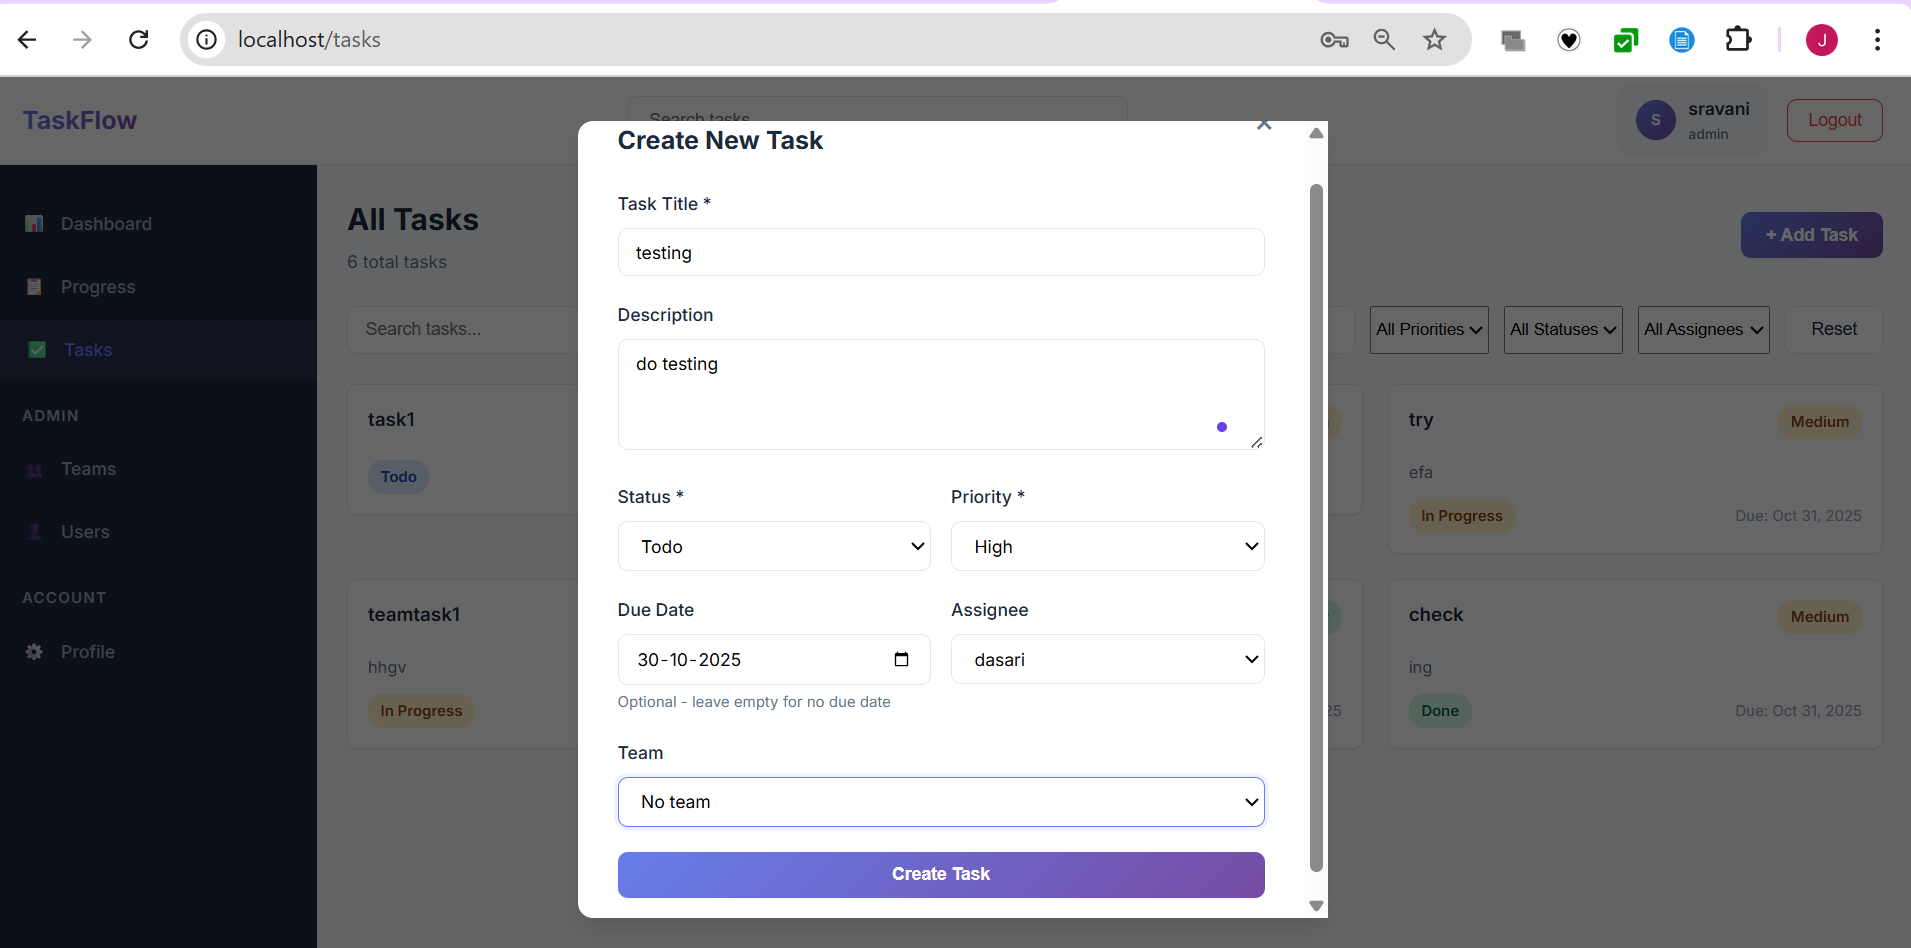 localhost/tasks
J
TaskFlow
Search tasks
S
sravani
admin
Logout
Dashboard
Progress
Tasks
ADMIN
Teams
Users
ACCOUNT
Profile
All Tasks
6 total tasks
+ Add Task
Search tasks...
All Priorities
All Statuses
All Assignees
Reset
task1
Todo
try
Medium
efa
In Progress
Due: Oct 31, 2025
teamtask1
hhgv
In Progress
25
check
Medium
ing
Done
Due: Oct 31, 2025
Create New Task
×
Task Title *
testing
Description
do testing
Status *
Priority *
Todo
High
Due Date
Assignee
30-10-2025
dasari
Optional - leave empty for no due date
Team
No team
Create Task